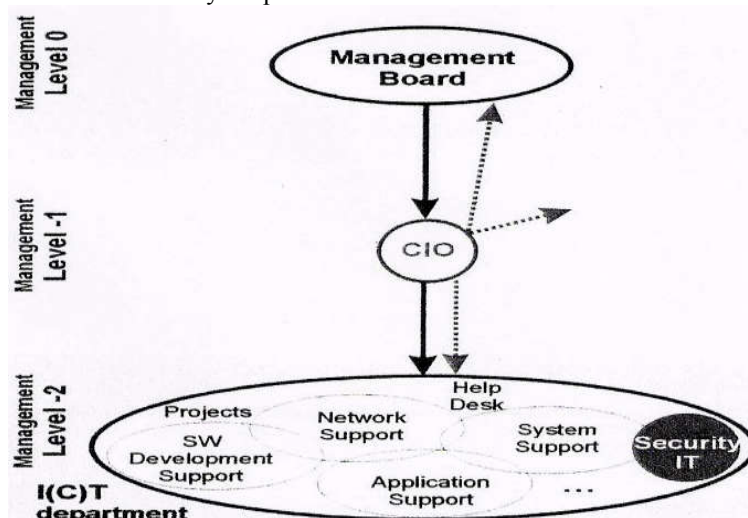 Management
Level 0
Management
Board
Management
Level -1
CIO
Management
Level -2
Help
Desk
Projects
Network
Support
System
Support
SW
Development
Support
Security
IT
Application
Support
...
I(C)T
department